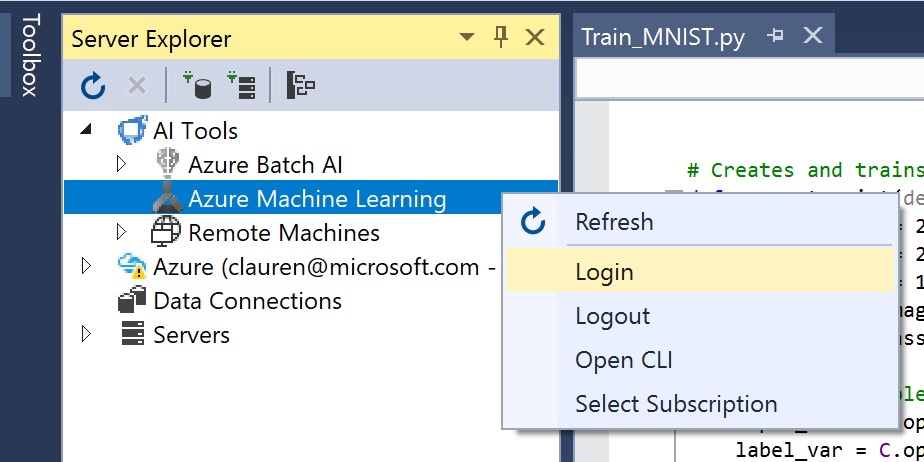 Toolbox
Server Explorer
AI Tools
Azure Batch AI
Azure Machine Learning
Remote Machines
Azure (clauren@microsoft.com -
Data Connections
Servers
Refresh
Login
Logout
Open CLI
Select Subscription
Train_MNIST.py
# Creates and trains
label_var = C.op